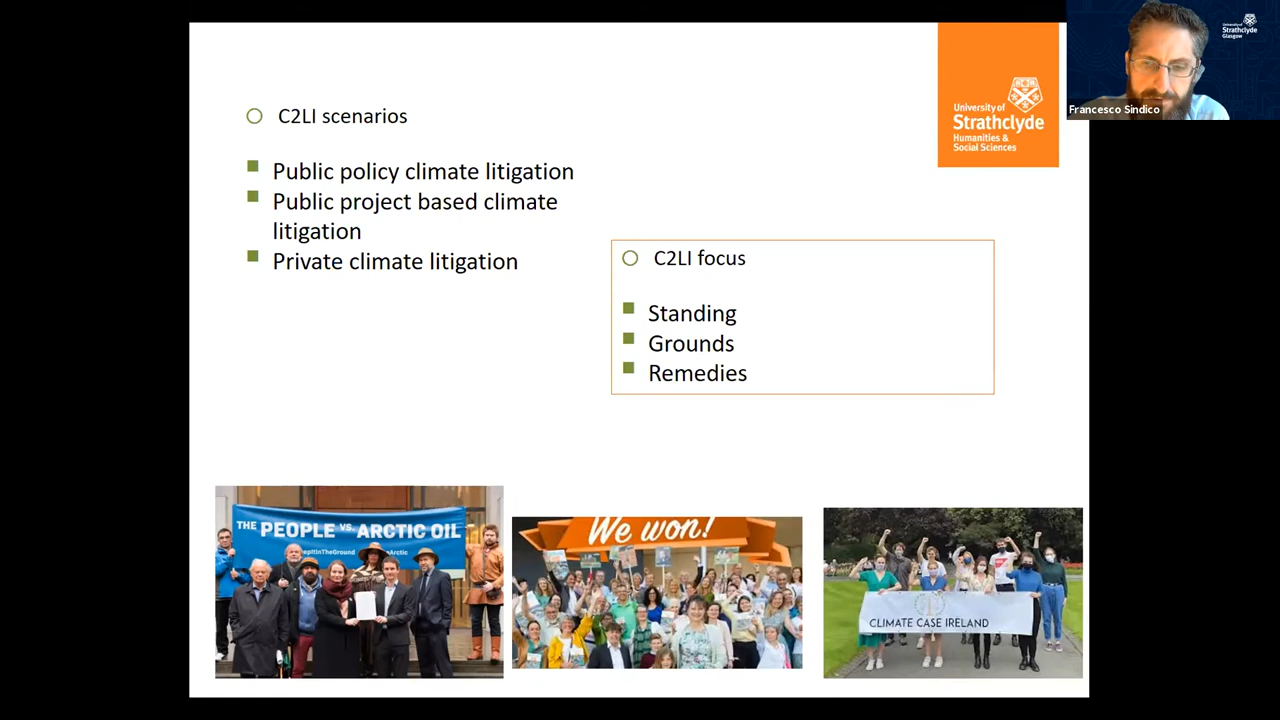 C2LI scenarios
Public policy climate litigation
Public project based climate
litigation
Private climate litigation
C2LI focus
Standing
Grounds
Remedies
University of
Strathclyde
Humanities &
Social Sciences
University of
Strathclyde
Glasgow
Francesco Sindico
THE PEOPLE VS. ARCTIC OIL
We won!
CLIMATE CASE IRELAND